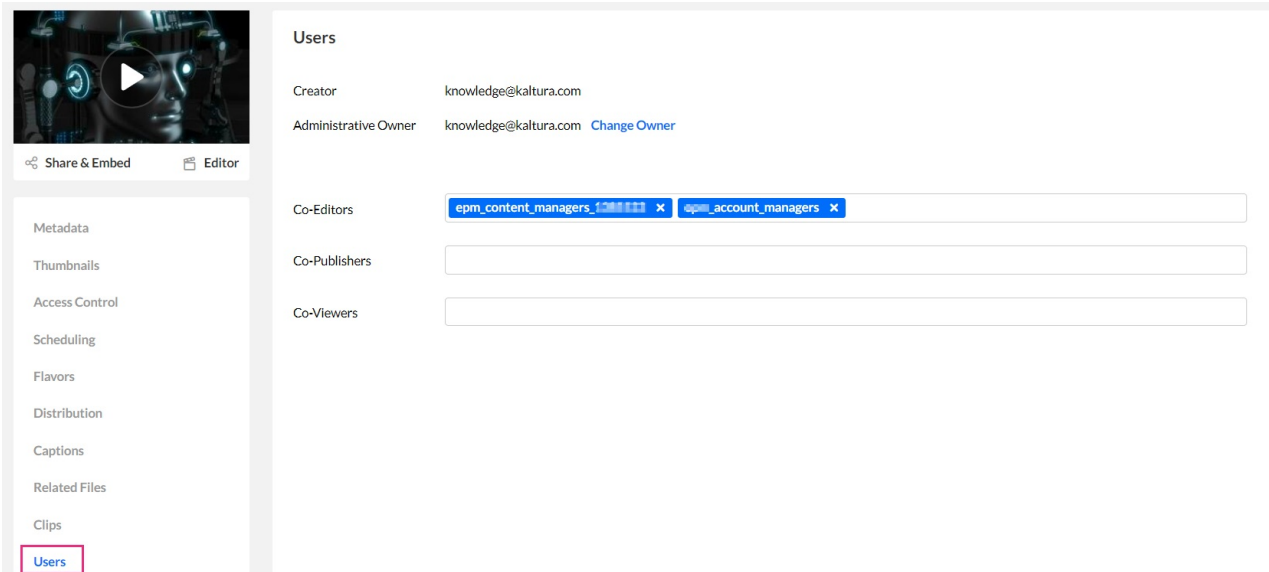 Share & Embed
Editor
Metadata
Thumbnails
Access Control
Scheduling
Flavors
Distribution
Captions
Related Files
Clips
Users
Users
Creator knowledge@kaltura.com
Administrative Owner knowledge@kaltura.com Change Owner
Co-Editors epm_content_managers_ × _account_managers ×
Co-Publishers
Co-Viewers